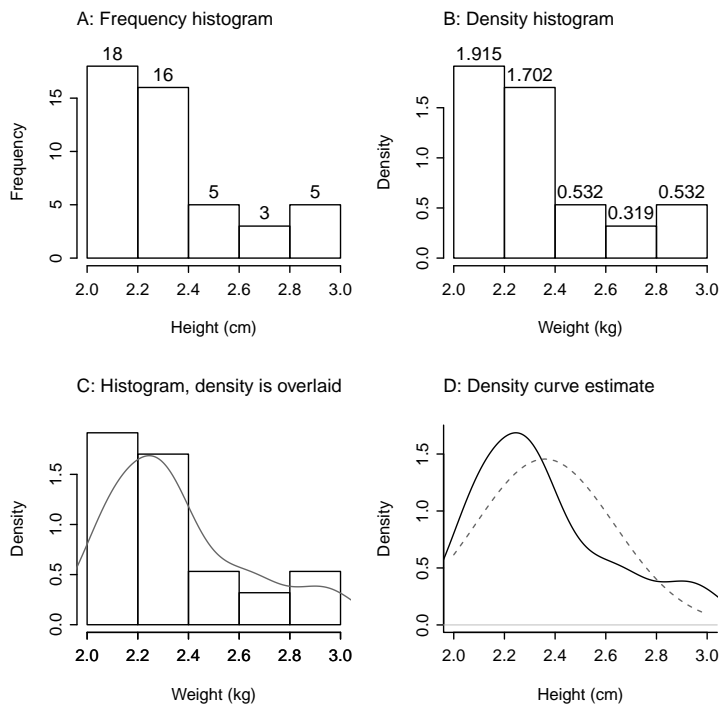 A: Frequency histogram
18
16
5
3
5
Frequency
15
10
5
0
2.0 2.2 2.4 2.6 2.8 3.0
Height (cm)
B: Density histogram
1.915
1.702
0.532
0.319
0.532
Density
1.5
1.0
0.5
0.0
2.0 2.2 2.4 2.6 2.8 3.0
Weight (kg)
C: Histogram, density is overlaid
Density
1.5
1.0
0.5
0.0
2.0 2.2 2.4 2.6 2.8 3.0
Weight (kg)
D: Density curve estimate
Density
1.5
1.0
0.5
0.0
2.0 2.2 2.4 2.6 2.8 3.0
Height (cm)